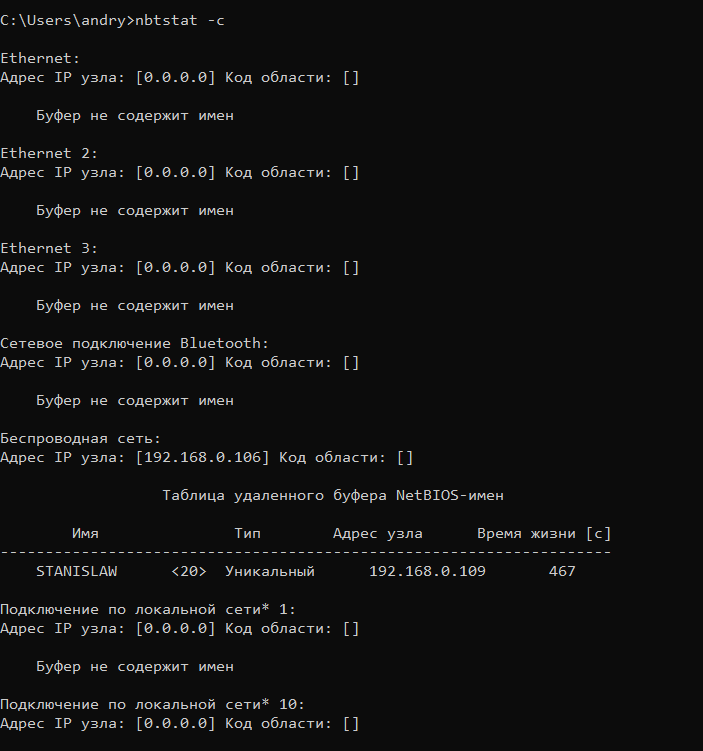 C:\Users\andry>nbtstat -c
Ethernet:
Адрес IP узла: [0.0.0.0] Код области: []
Буфер не содержит имен
Ethernet 2:
Адрес IP узла: [0.0.0.0] Код области: []
Буфер не содержит имен
Ethernet 3:
Адрес IP узла: [0.0.0.0] Код области: []
Буфер не содержит имен
Сетевое подключение Bluetooth:
Адрес IP узла: [0.0.0.0] Код области: []
Буфер не содержит имен
Беспроводная сеть:
Адрес IP узла: [192.168.0.106] Код области: []
Таблица удаленного буфера NetBIOS-имен
Имя Тип Адрес узла Время жизни [с]
--------------------------------------------------------------------
STANISLAW <20> Уникальный 192.168.0.109 467
Подключение по локальной сети* 1:
Адрес IP узла: [0.0.0.0] Код области: []
Буфер не содержит имен
Подключение по локальной сети* 10:
Адрес IP узла: [0.0.0.0] Код области: []